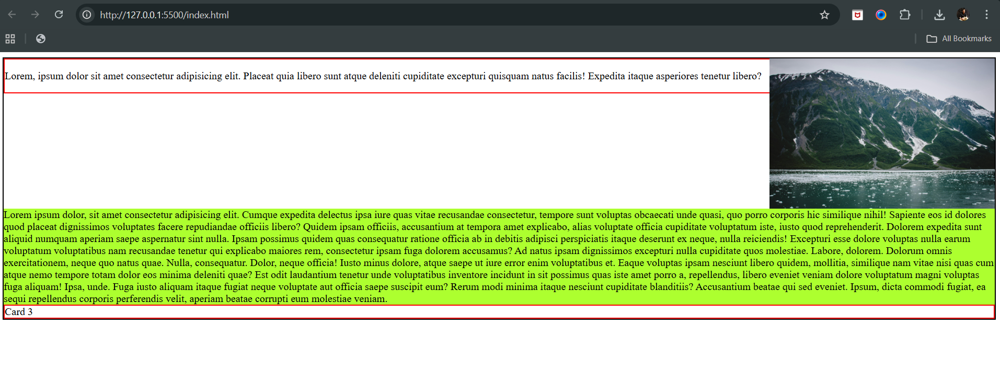 http://127.0.0.1:5500/index.html
All Bookmarks
Lorem, ipsum dolor sit amet consectetur adipisicing elit. Placeat quia libero sunt atque deleniti cupiditate excepturi quisquam natus facilis! Expedita itaque asperiores tenetur libero?
Lorem ipsum dolor, sit amet consectetur adipisicing elit. Cumque expedita delectus ipsa iure quas vitae recusandae consectetur, tempore sunt voluptas obcaecati unde quasi, quo porro corporis hic similique nihil! Sapiente eos id dolores
quod placeat dignissimos voluptates facere repudiandae officiis libero? Quidem ipsam officiis, accusantium at tempora amet explicabo, alias voluptate officia cupiditate voluptatum iste, iusto quod reprehenderit. Dolorem expedita sunt
aliquid numquam aperiam saepe aspernatur sint nulla. Ipsam possimus quidem quas consequatur ratione officia ab in debitis adipisci perspiciatis itaque deserunt ex neque, nulla reiciendis! Excepturi esse dolore voluptas nulla earum
voluptatum voluptatibus nam recusandae tenetur qui explicabo maiores rem, consectetur ipsam fuga dolorem accusamus? Ad natus ipsam dignissimos excepturi nulla cupiditate quos molestiae. Labore, dolorem. Dolorum omnis
exercitationem, neque quo natus quae. Nulla, consequatur. Dolor, neque officia! Iusto minus dolore, atque saepe ut iure error enim voluptatibus et. Eaque voluptas ipsam nesciunt libero quidem, mollitia, similique nam vitae nisi quas cum
atque nemo tempore totam dolor eos minima deleniti quae? Est odit laudantium tenetur unde voluptatibus inventore incidunt in sit possimus quas iste amet porro a, repellendus, libero eveniet veniam dolore voluptatum magni voluptas
fuga aliquam! Ipsa, unde. Fuga iusto aliquam itaque fugiat neque voluptate aut officia saepe suscipit eum? Rerum modi minima itaque nesciunt cupiditate blanditiis? Accusantium beatae qui sed eveniet. Ipsum, dicta commodi fugiat, ea
sequi repellendus corporis perferendis velit, aperiam beatae corrupti eum molestiae veniam.
Card 3